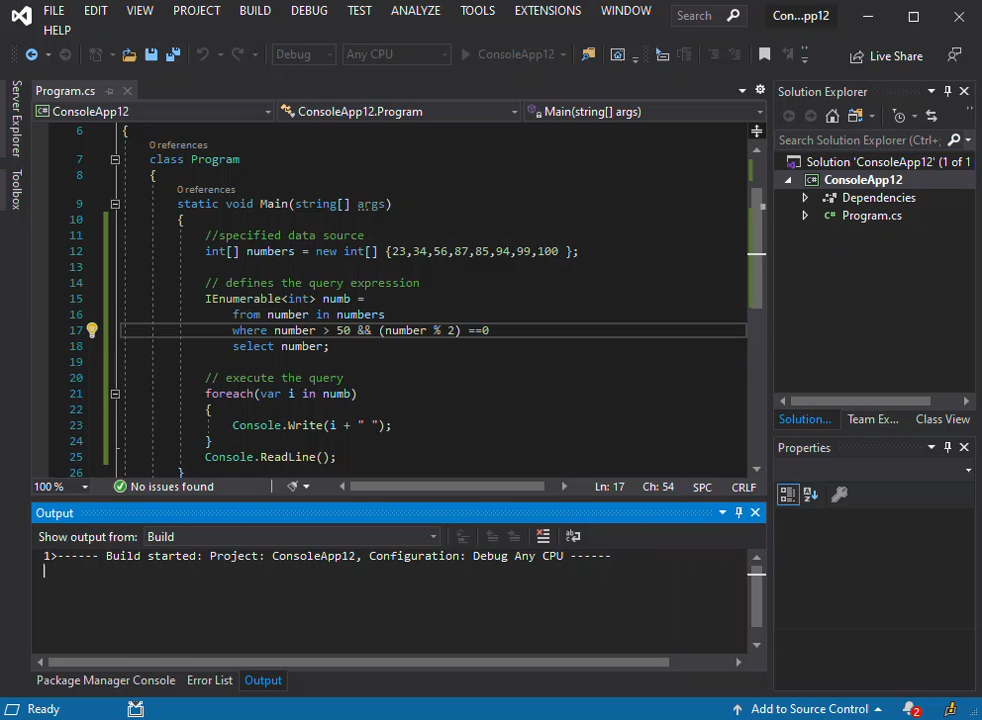 FILE EDIT VIEW PROJECT BUILD DEBUG TEST ANALYZE TOOLS EXTENSIONS WINDOW Search Con...pp12
HELP
Debug Any CPU ConsoleApp12 Live Share
Server Explorer
Toolbox
Program.cs
ConsoleApp12 ConsoleApp12.Program Main(string[] args)
6 {
0 references
7 class Program
8 {
0 references
9 static void Main(string[] args)
10 {
11 //specified data source
12 int[] numbers = new int[] {23,34,56,87,85,94,99,100 };
13
14 // defines the query expression
15 IEnumerable<int> numb =
16 from number in numbers
17 where number > 50 && (number % 2) ==0
18 select number;
19
20 // execute the query
21 foreach(var i in numb)
22 {
23 Console.Write(i + " ");
24 }
25 Console.ReadLine();
26 }
100 % No issues found Ln: 17 Ch: 54 SPC CRLF
Output
Show output from: Build
1>------ Build started: Project: ConsoleApp12, Configuration: Debug Any CPU ------
Package Manager Console Error List Output
Solution Explorer
Search Solution Explorer (Ctrl+;
Solution 'ConsoleApp12' (1 of 1
ConsoleApp12
Dependencies
Program.cs
Solution... Team Ex... Class View
Properties
Ready Add to Source Control 2